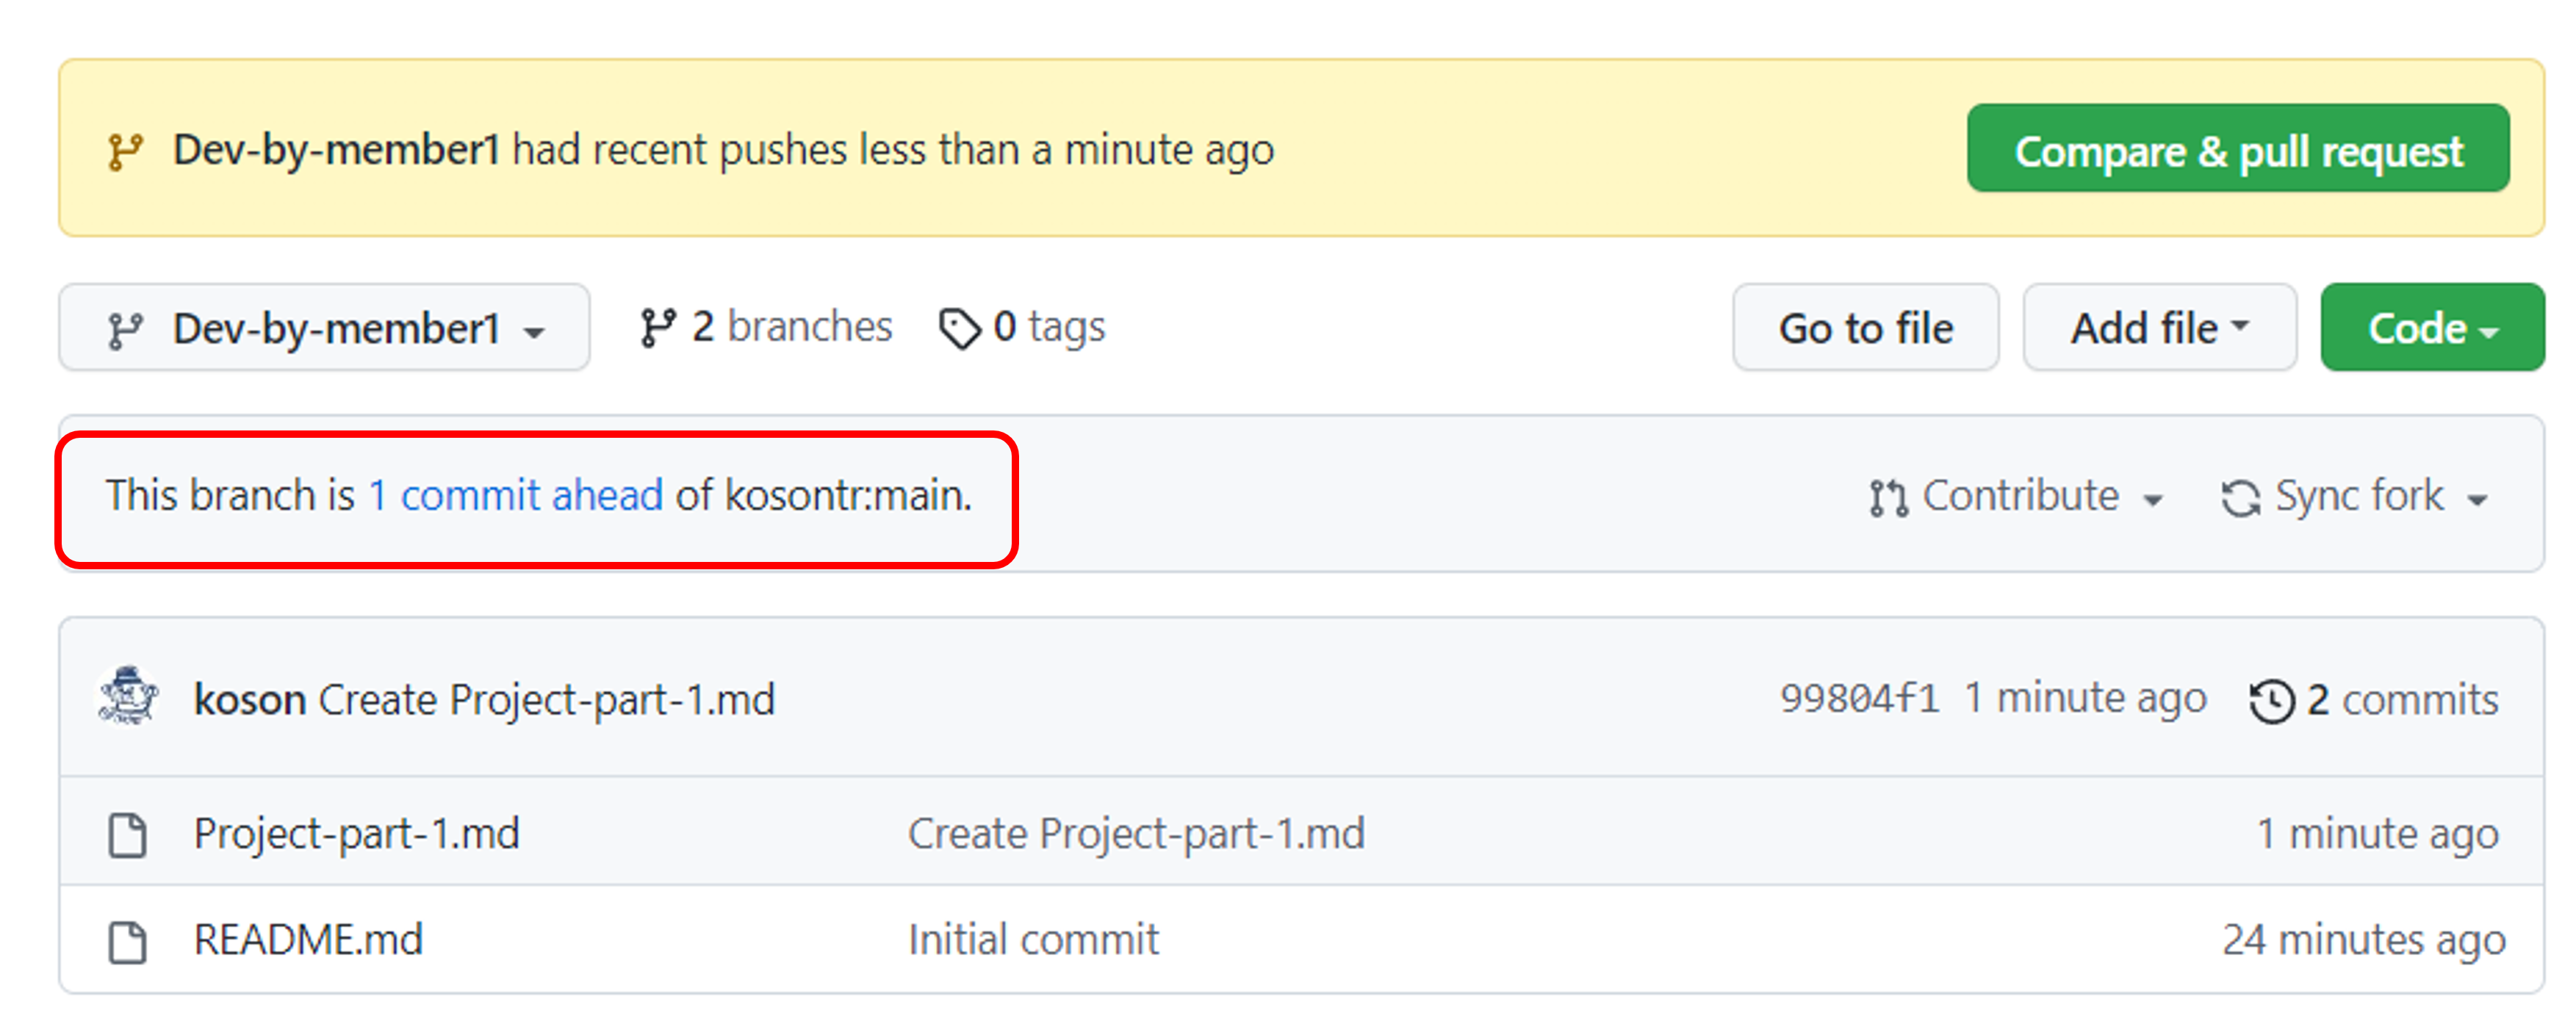 Dev-by-member1 had recent pushes less than a minute ago
Compare & pull request
Dev-by-member1
2 branches
0 tags
Go to file
Add file
Code
This branch is 1 commit ahead of kosontr:main.
Contribute
Sync fork
koson Create Project-part-1.md
99804f1 1 minute ago
2 commits
Project-part-1.md
Create Project-part-1.md
1 minute ago
README.md
Initial commit
24 minutes ago